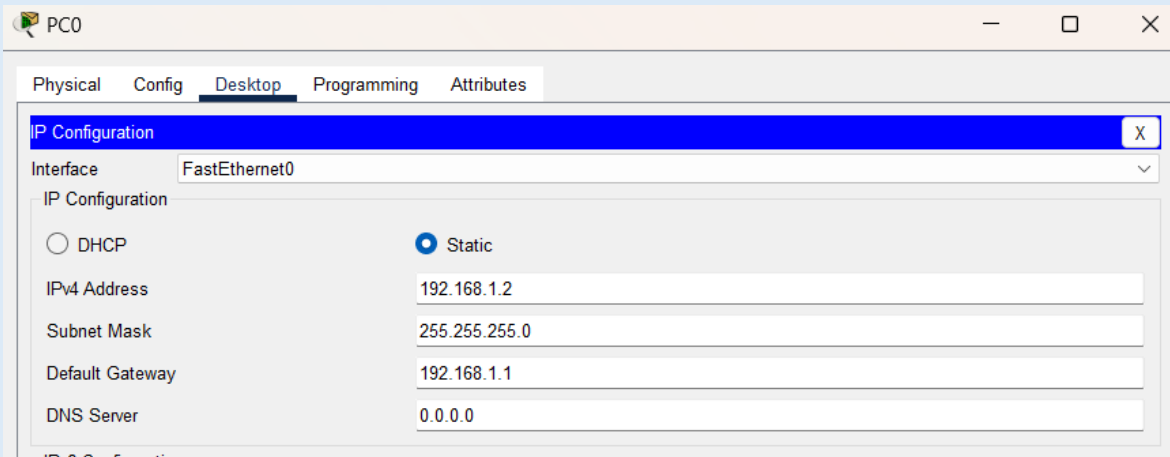 PC0
Physical Config Desktop Programming Attributes
IP Configuration X
Interface FastEthernet0
IP Configuration
DHCP Static
IPv4 Address 192.168.1.2
Subnet Mask 255.255.255.0
Default Gateway 192.168.1.1
DNS Server 0.0.0.0